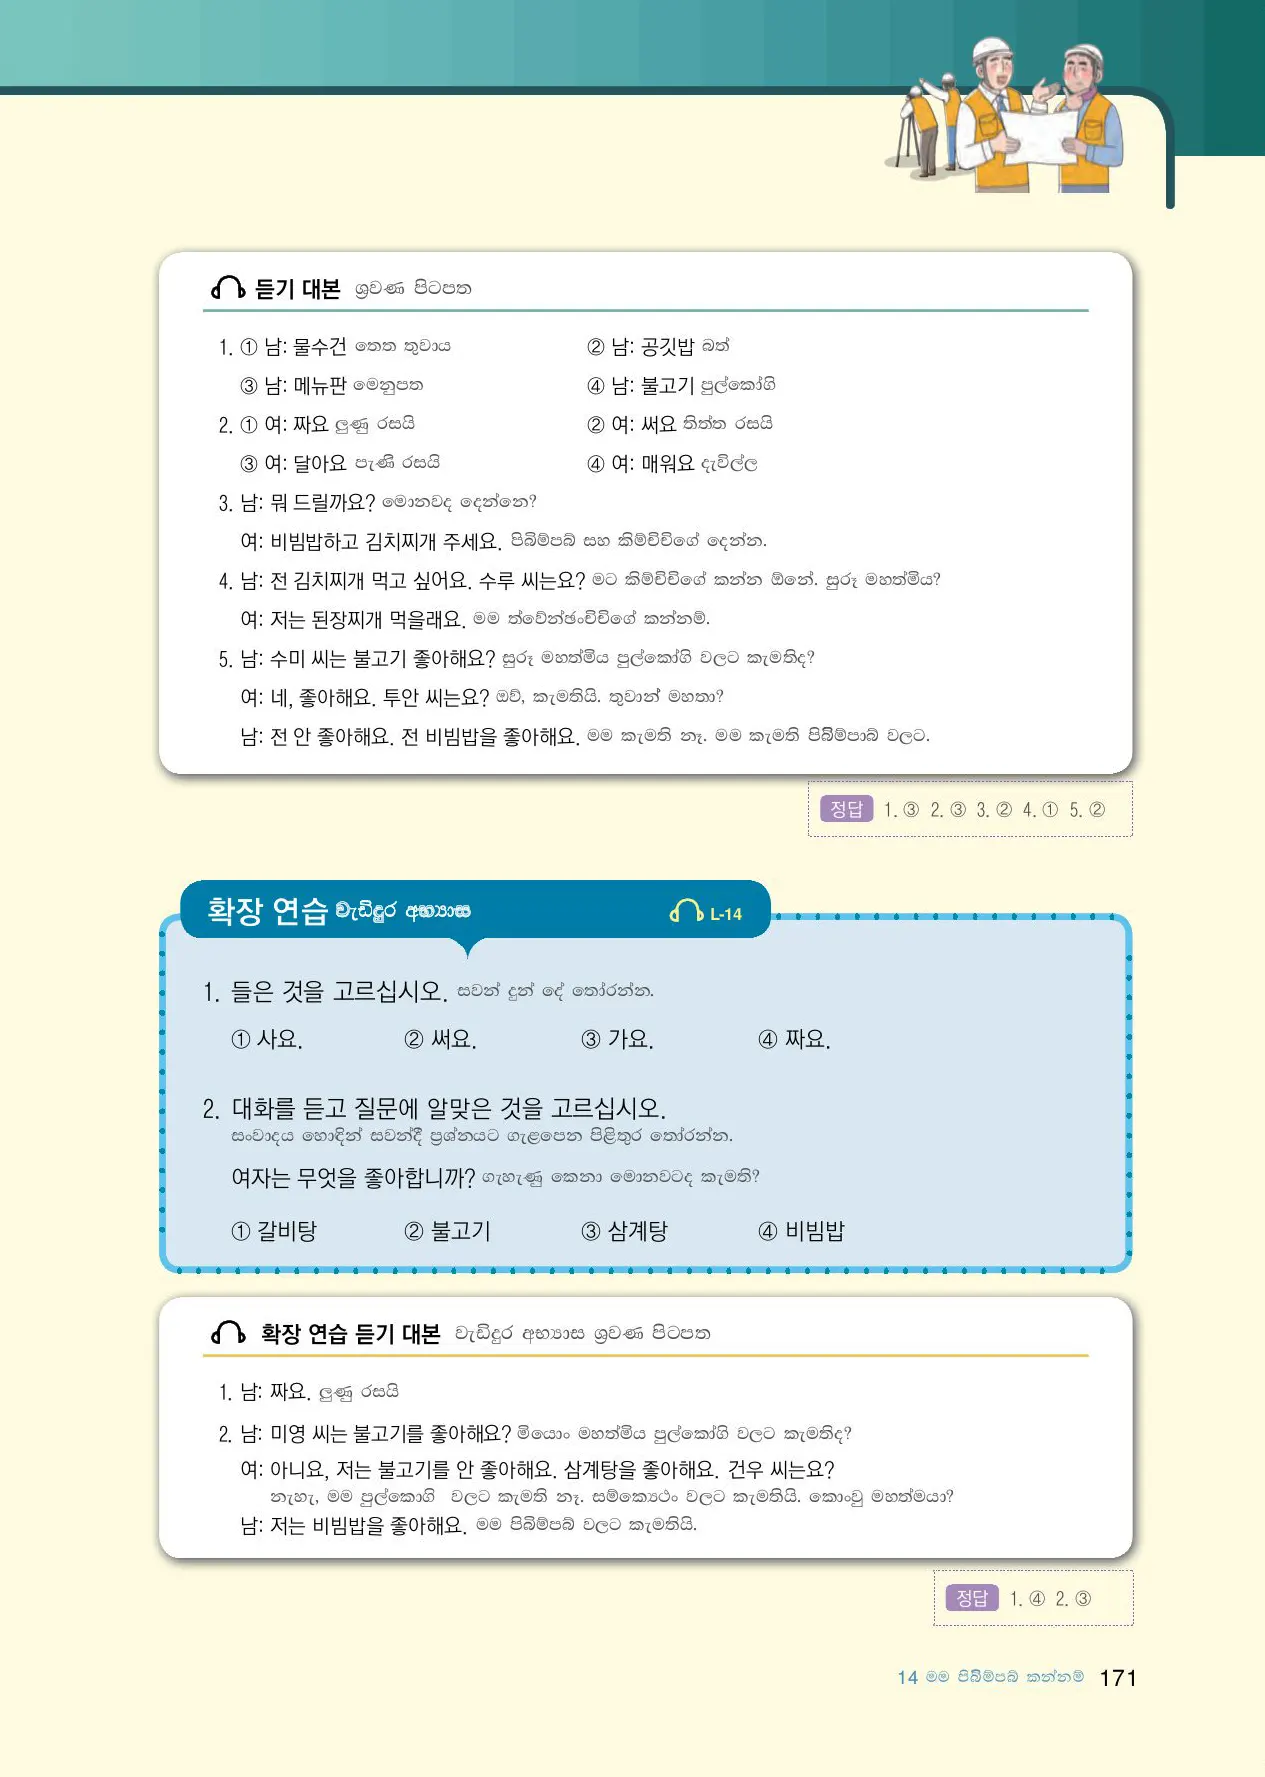 듣기 대본 ශ්‍රවණ පිටපත
1. ① 남: 물수건 තෙත තුවාය ② 남: 공깃밥 බත්
③ 남: 메뉴판 මෙනුපත ④ 남: 불고기 පුල්කෝගි
2. ① 여: 짜요 ලුණු රසයි ② 여: 써요 තිත්ත රසයි
③ 여: 달아요 පැණි රසයි ④ 여: 매워요 දැවිල්ල
3. 남: 뭐 드릴까요? මොනවද දෙන්නෙ?
여: 비빔밥하고 김치찌개 주세요. පිබිම්පබ් සහ කිම්චිචිගේ දෙන්න.
4. 남: 전 김치찌개 먹고 싶어요. 수루 씨는요? මට කිම්චිචිගේ කන්න ඕනේ. සුරූ මහත්මිය?
여: 저는 된장찌개 먹을래요. මම ත්වේන්ඡංචිචිගේ කන්නම්.
5. 남: 수미 씨는 불고기 좋아해요? සුරූ මහත්මිය පුල්කෝගි වලට කැමතිද?
여: 네, 좋아해요. 투안 씨는요? ඔව්, කැමතියි. තුවාන් මහතා?
남: 전 안 좋아해요. 전 비빔밥을 좋아해요. මම කැමති නෑ. මම කැමති පිබිම්පාබ් වලට.
정답 1. ③ 2. ③ 3. ② 4. ① 5. ②
확장 연습 වැඩිදුර අභ්‍යාස L-14
1. 들은 것을 고르십시오. සවන් දුන් දේ තෝරන්න.
① 사요. ② 써요. ③ 가요. ④ 짜요.
2. 대화를 듣고 질문에 알맞은 것을 고르십시오.
සංවාදය හොඳින් සවන්දී ප්‍රශ්නයට ගැළපෙන පිළිතුර තෝරන්න.
여자는 무엇을 좋아합니까? ගැහැණු කෙනා මොනවටද කැමති?
① 갈비탕 ② 불고기 ③ 삼계탕 ④ 비빔밥
확장 연습 듣기 대본 වැඩිදුර අභ්‍යාස ශ්‍රවණ පිටපත
1. 남: 짜요. ලුණු රසයි
2. 남: 미영 씨는 불고기를 좋아해요? මියොං මහත්මිය පුල්කෝගි වලට කැමතිද?
여: 아니요, 저는 불고기를 안 좋아해요. 삼계탕을 좋아해요. 건우 씨는요?
නැහැ, මම පුල්කොගි වලට කැමති නෑ. සම්ක්‍යෙථං වලට කැමතියි. කොංවු මහත්මයා?
남: 저는 비빔밥을 좋아해요. මම පිබිම්පබ් වලට කැමතියි.
정답 1. ④ 2. ③
14 මම පිබිම්පබ් කන්නම් 171